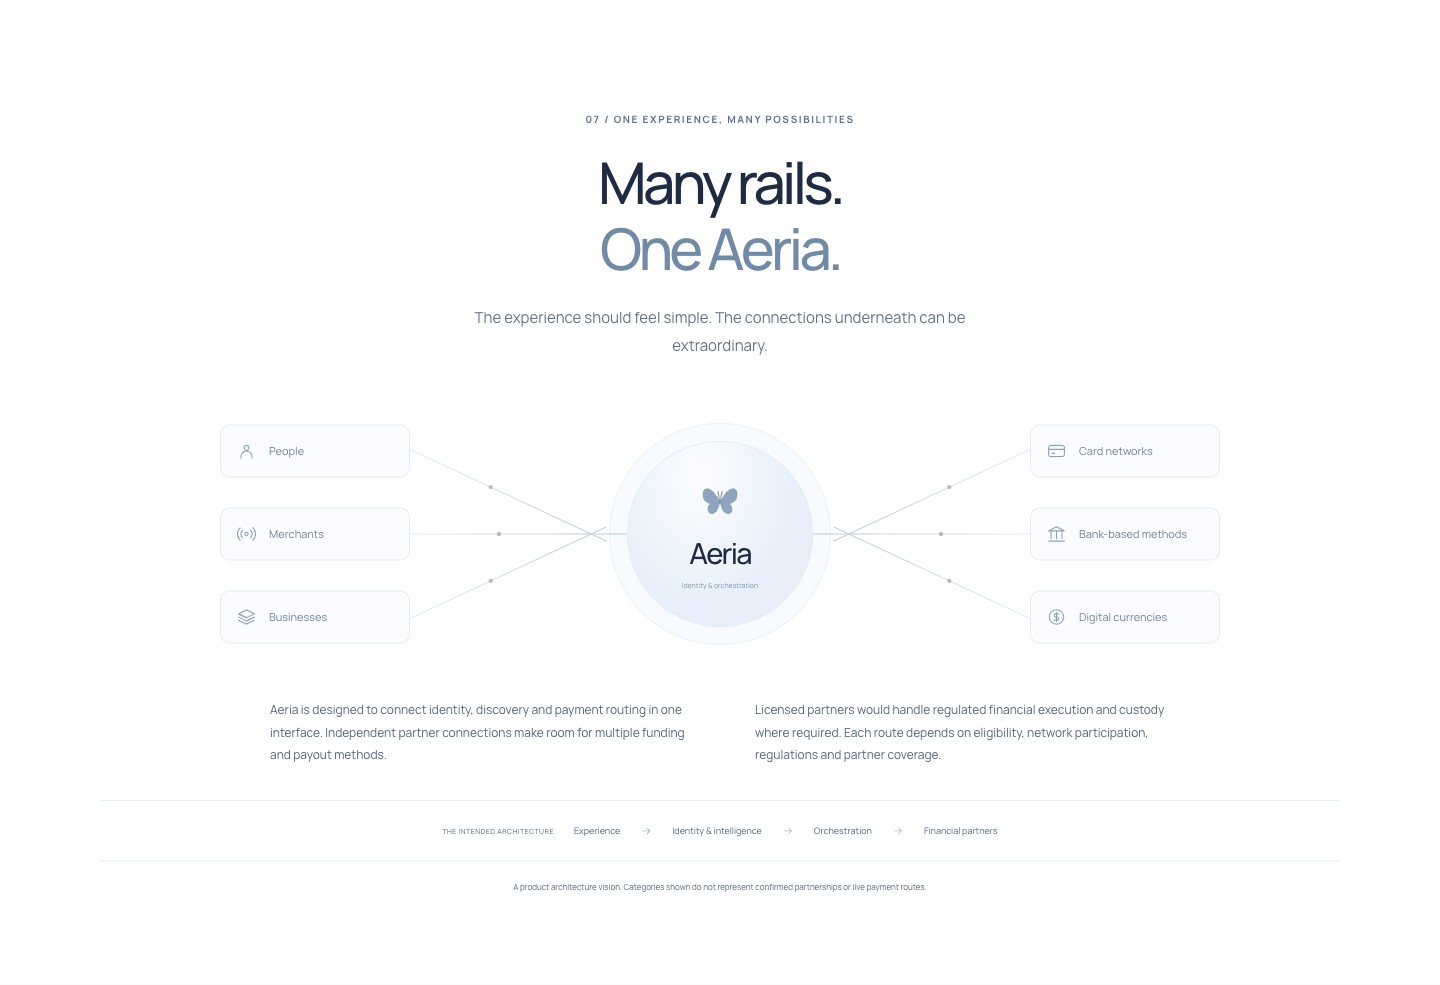 07 / ONE EXPERIENCE, MANY POSSIBILITIES
Many rails.
One Aeria.
The experience should feel simple. The connections underneath can be
extraordinary.
People
Merchants
Businesses
Aeria
Identity & orchestration
Card networks
Bank-based methods
Digital currencies
Aeria is designed to connect identity, discovery and payment routing in one
interface. Independent partner connections make room for multiple funding
and payout methods.
Licensed partners would handle regulated financial execution and custody
where required. Each route depends on eligibility, network participation,
regulations and partner coverage.
THE INTENDED ARCHITECTURE Experience → Identity & intelligence → Orchestration → Financial partners
A product architecture vision. Categories shown do not represent confirmed partnerships or live payment routes.